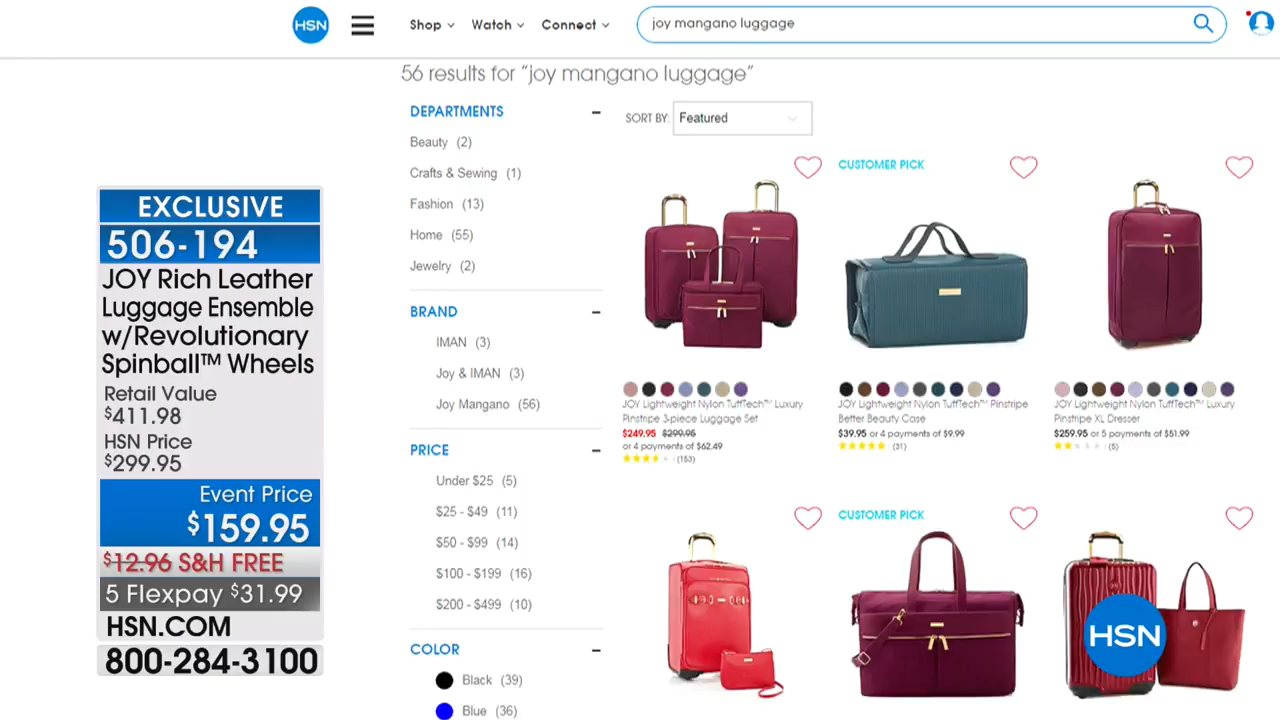 HSN
Shop
Watch
Connect
joy mangano luggage
56 results for “joy mangano luggage”
EXCLUSIVE
506-194
JOY Rich Leather
Luggage Ensemble
w/Revolutionary
Spinball™ Wheels
Retail Value
$411.98
HSN Price
$299.95
Event Price
$159.95
$12.96 S&H FREE
5 Flexpay $31.99
HSN.COM
800-284-3100
DEPARTMENTS
Beauty (2)
Crafts & Sewing (1)
Fashion (13)
Home (55)
Jewelry (2)
BRAND
IMAN (3)
Joy & IMAN (3)
Joy Mangano (56)
PRICE
Under $25 (5)
$25 - $49 (11)
$50 - $99 (14)
$100 - $199 (16)
$200 - $499 (10)
COLOR
Black (39)
Blue (36)
SORT BY: Featured
JOY Lightweight Nylon TuffTech™ Luxury
Pinstripe 3-piece Luggage Set
$249.95 $299.95
or 4 payments of $62.49
(153)
CUSTOMER PICK
JOY Lightweight Nylon TuffTech™ Pinstripe
Better Beauty Case
$39.95 or 4 payments of $9.99
(31)
JOY Lightweight Nylon TuffTech™ Luxury
Pinstripe XL Dresser
$259.95 or 5 payments of $51.99
(5)
CUSTOMER PICK
HSN